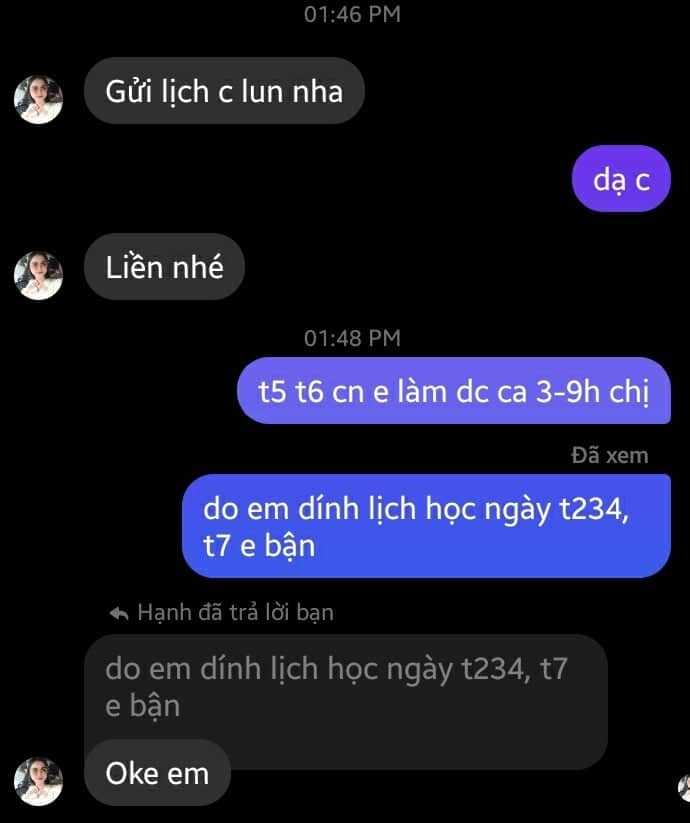 01:46 PM
Gửi lịch c lun nha
dạ c
Liền nhé
01:48 PM
t5 t6 cn e làm dc ca 3-9h chị
Đã xem
do em dính lịch học ngày t234,
t7 e bận
Hạnh đã trả lời bạn
do em dính lịch học ngày t234, t7
e bận
Oke em